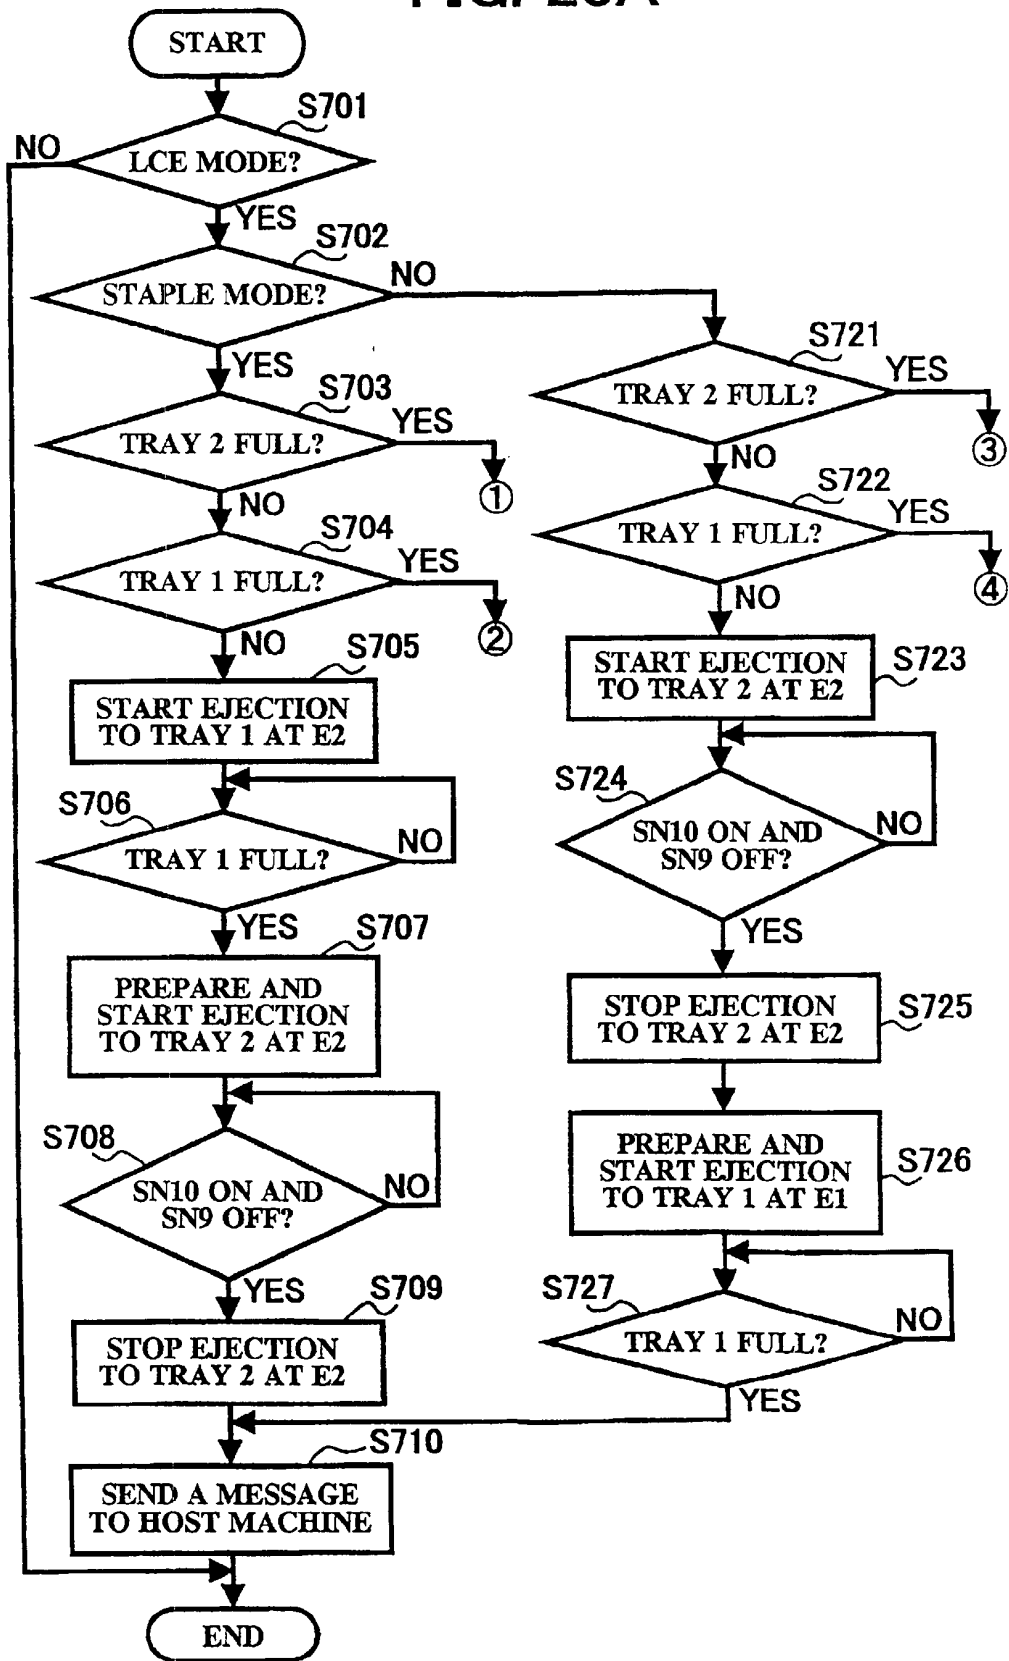 START
S701
NO
LCE MODE?
YES
S702
NO
STAPLE MODE?
YES
S703
YES
TRAY 2 FULL?
①
NO
S704
YES
TRAY 1 FULL?
②
NO
S705
START EJECTION
TO TRAY 1 AT E2
S706
TRAY 1 FULL?
NO
YES
S707
PREPARE AND
START EJECTION
TO TRAY 2 AT E2
S708
SN10 ON AND
SN9 OFF?
NO
YES
S709
STOP EJECTION
TO TRAY 2 AT E2
S721
YES
TRAY 2 FULL?
③
NO
S722
YES
TRAY 1 FULL?
④
NO
START EJECTION
TO TRAY 2 AT E2
S723
S724
SN10 ON AND
SN9 OFF?
NO
YES
STOP EJECTION
TO TRAY 2 AT E2
S725
PREPARE AND
START EJECTION
TO TRAY 1 AT E1
S726
S727
TRAY 1 FULL?
NO
YES
S710
SEND A MESSAGE
TO HOST MACHINE
END